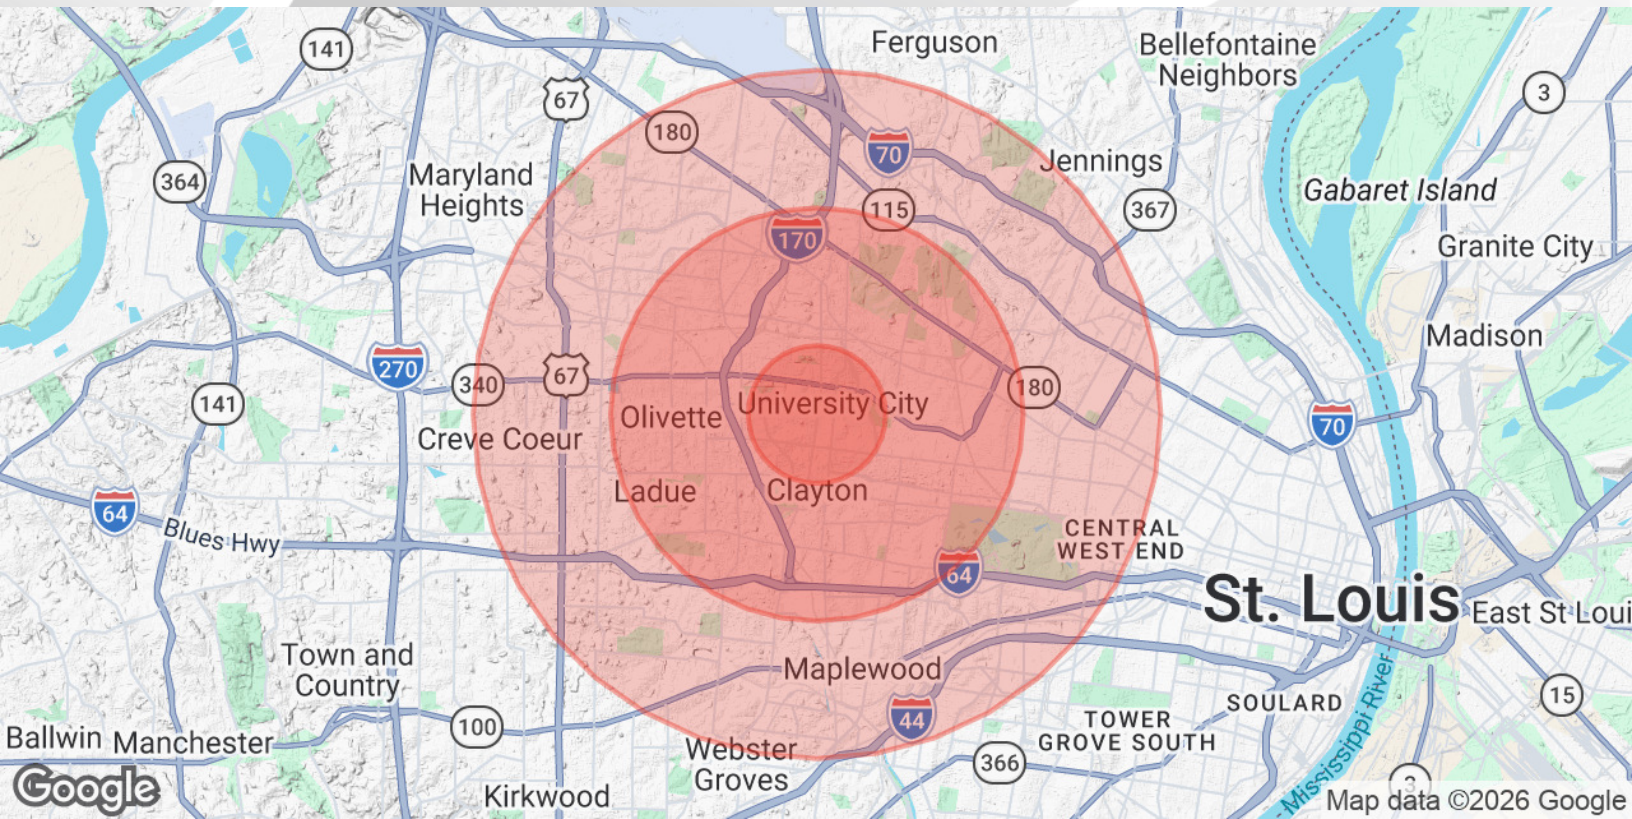 141
Ferguson
Bellefontaine
Neighbors
67
3
180
70
Maryland
Heights
Jennings
364
Gabaret Island
115
367
170
Granite City
Madison
270
340
67
180
141
University City
Olivette
70
Creve Coeur
Ladue
Clayton
64
Blues Hwy
CENTRAL
WEST END
64
St. Louis
East St Loui
Town and
Country
Maplewood
Mississippi River
SOULARD
15
100
44
TOWER
GROVE SOUTH
Ballwin
Manchester
Webster
Groves
366
3
Google
Kirkwood
Map data ©2026 Google